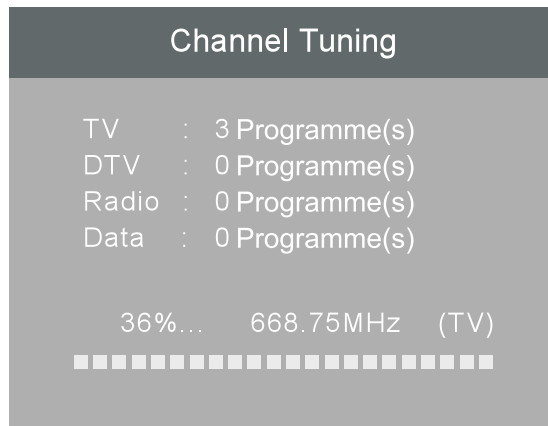 Channel Tuning
TV : 3 Programme(s)
DTV : 0 Programme(s)
Radio : 0 Programme(s)
Data : 0 Programme(s)
36%... 668.75MHz (TV)